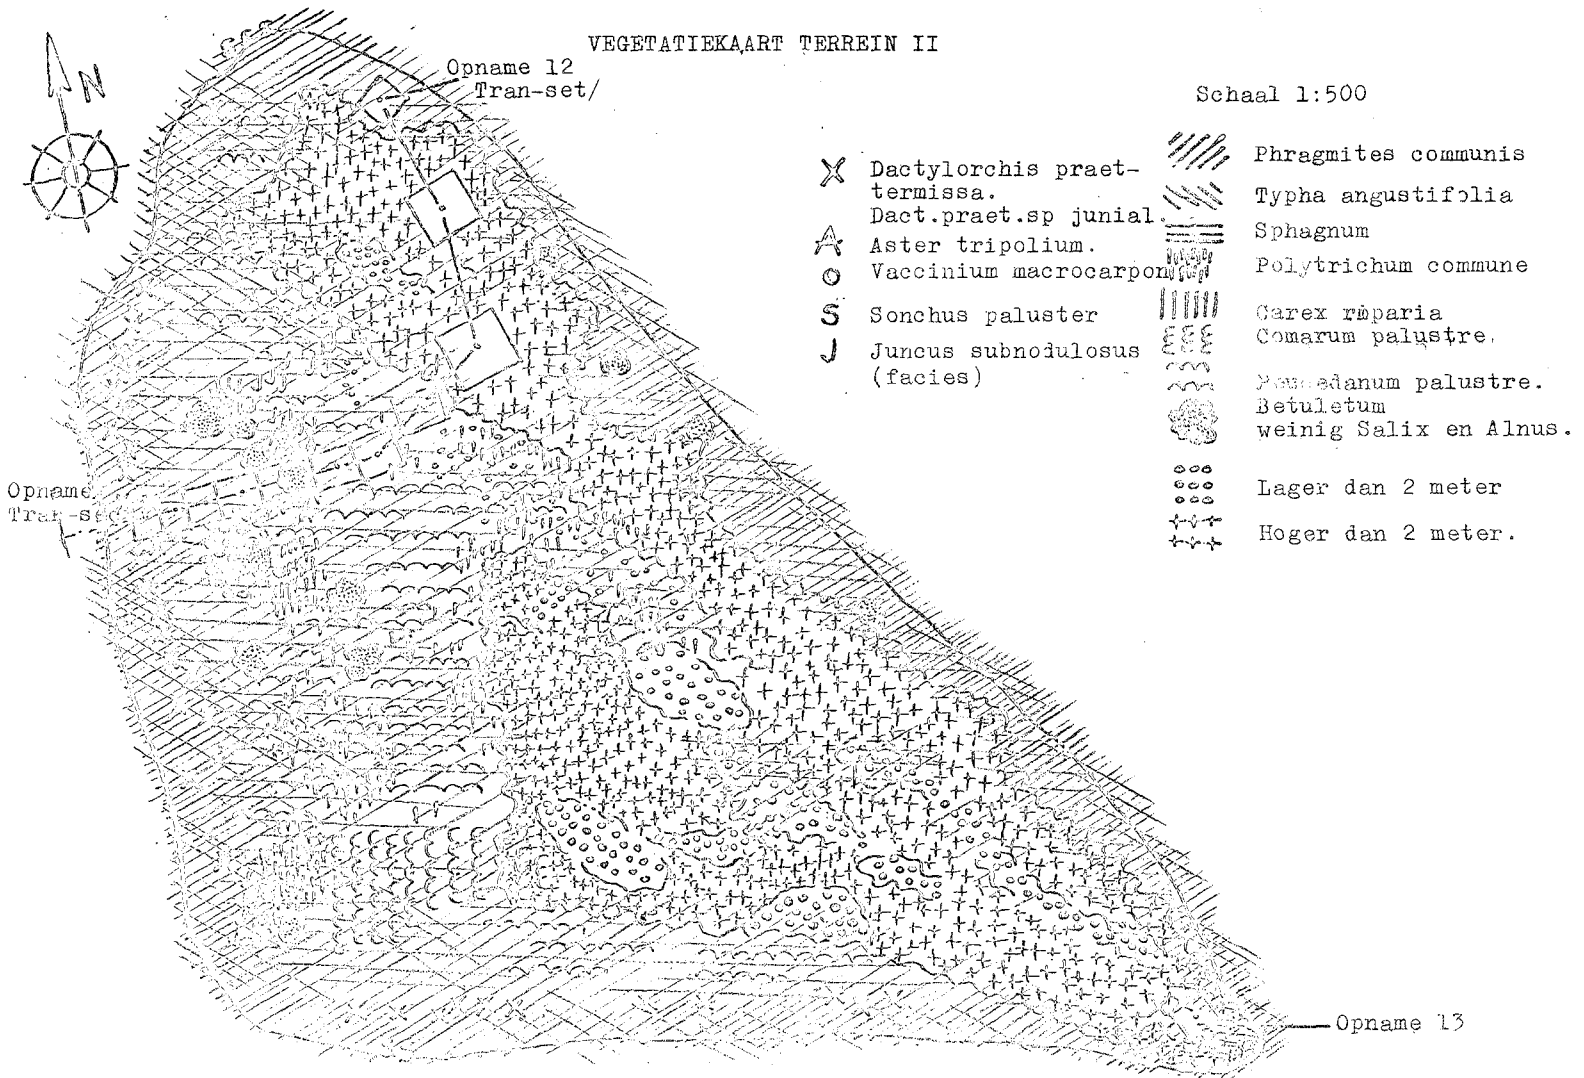 VEGETATIEKAART TERREIN II
Opname 12
Tran-set/
N
Schaal 1:500
Dactylorchis praet-
termissa.
Dact.praet.sp junial.
A Aster tripolium.
Vaccinium macrocarpon
S Sonchus paluster
J Juncus subnodulosus
(facies)
Phragmites communis
Typha angustifolia
Sphagnum
Polytrichum commune
Carex riparia
Comarum palustre.
palustre.
Betuletum
weinig Salix en Alnus.
Lager dan 2 meter
Hoger dan 2 meter.
Opname
Opname 13